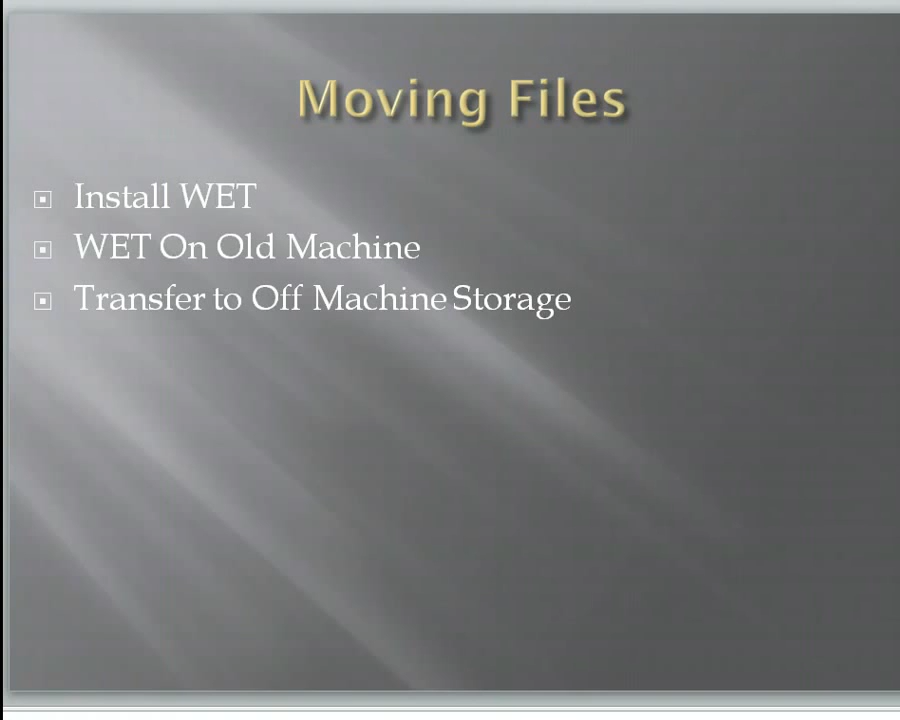 Moving Files
Install WET
WET On Old Machine
Transfer to Off Machine Storage